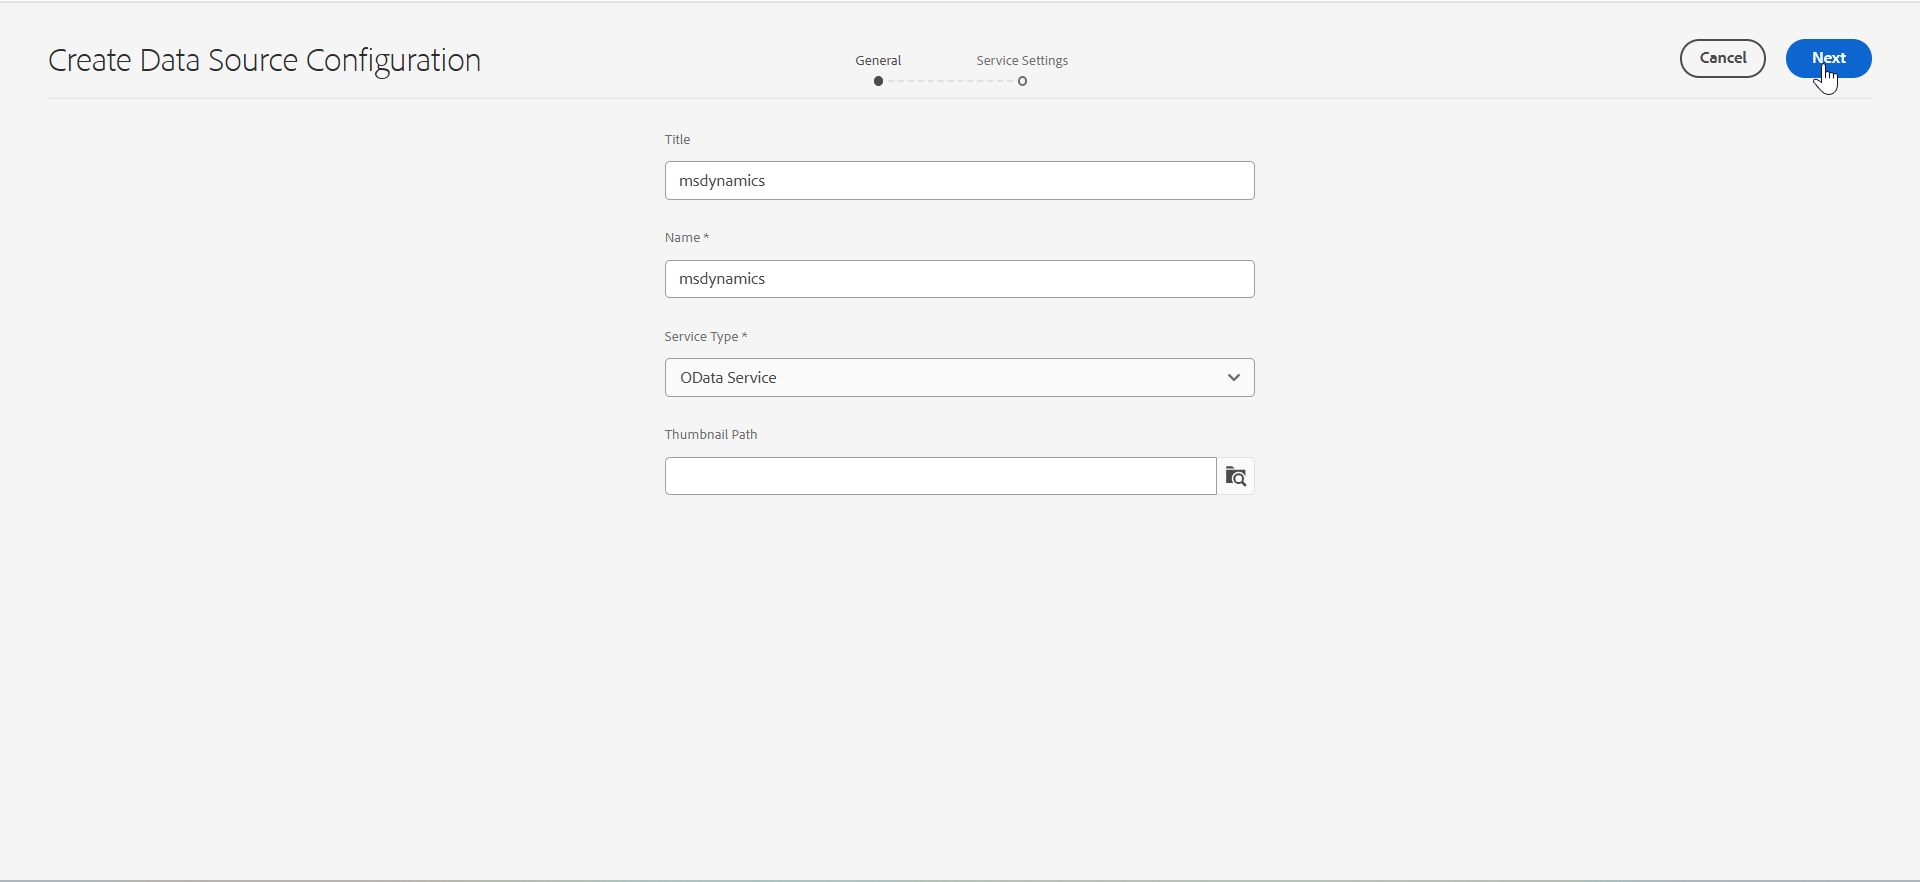 Create Data Source Configuration
General
Service Settings
Cancel
Next
Title
msdynamics
Name *
msdynamics
Service Type *
OData Service
Thumbnail Path